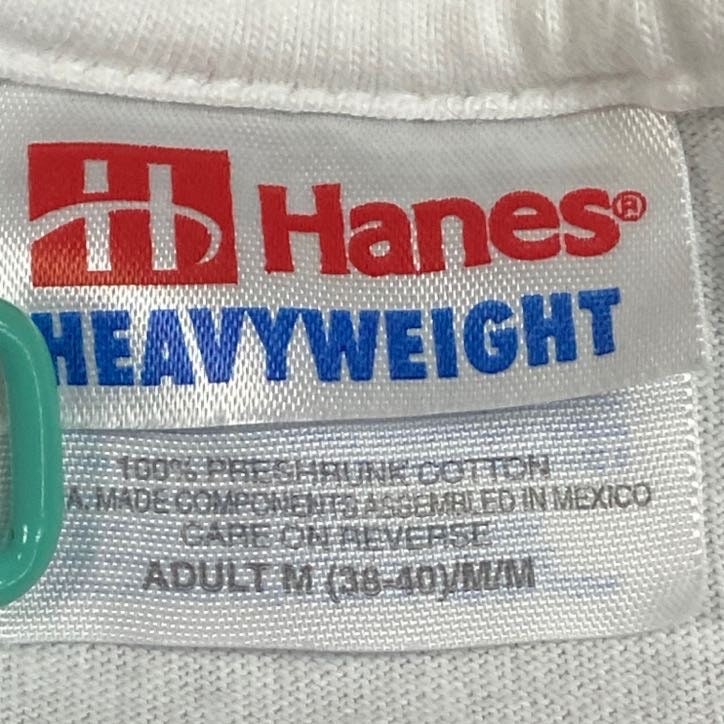 H Hanes®
HEAVYWEIGHT
100% PRESHRUNK COTTON
A. MADE COMPONENTS ASSEMBLED IN MEXICO
CARE ON REVERSE
ADULT M (38-40)/M/M